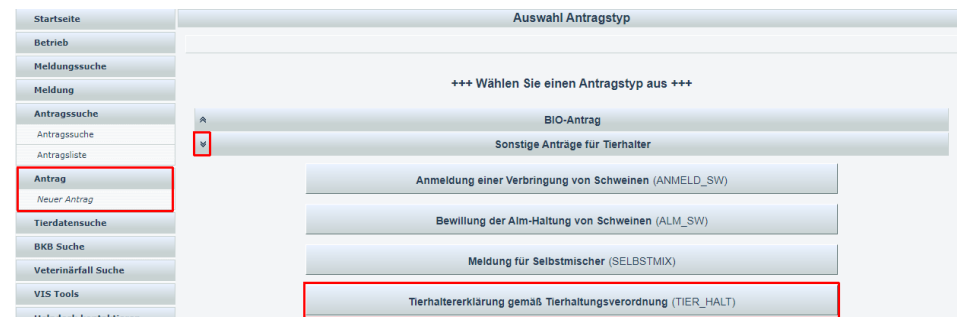 Startseite
Auswahl Antragstyp
Betrieb
Meldungssuche
Meldung
+++ Wählen Sie einen Antragstyp aus +++
Antragssuche
BIO-Antrag
Antragssuche
Sonstige Anträge für Tierhalter
Antragsliste
Antrag
Anmeldung einer Verbringung von Schweinen (ANMELD_SW)
Neuer Antrag
Tierdatensuche
Bewillung der Alm-Haltung von Schweinen (ALM_SW)
BKB Suche
Meldung für Selbstmischer (SELBSTMIX)
Veterinärfall Suche
VIS Tools
Tierhaltererklärung gemäß Tierhaltungsverordnung (TIER_HALT)